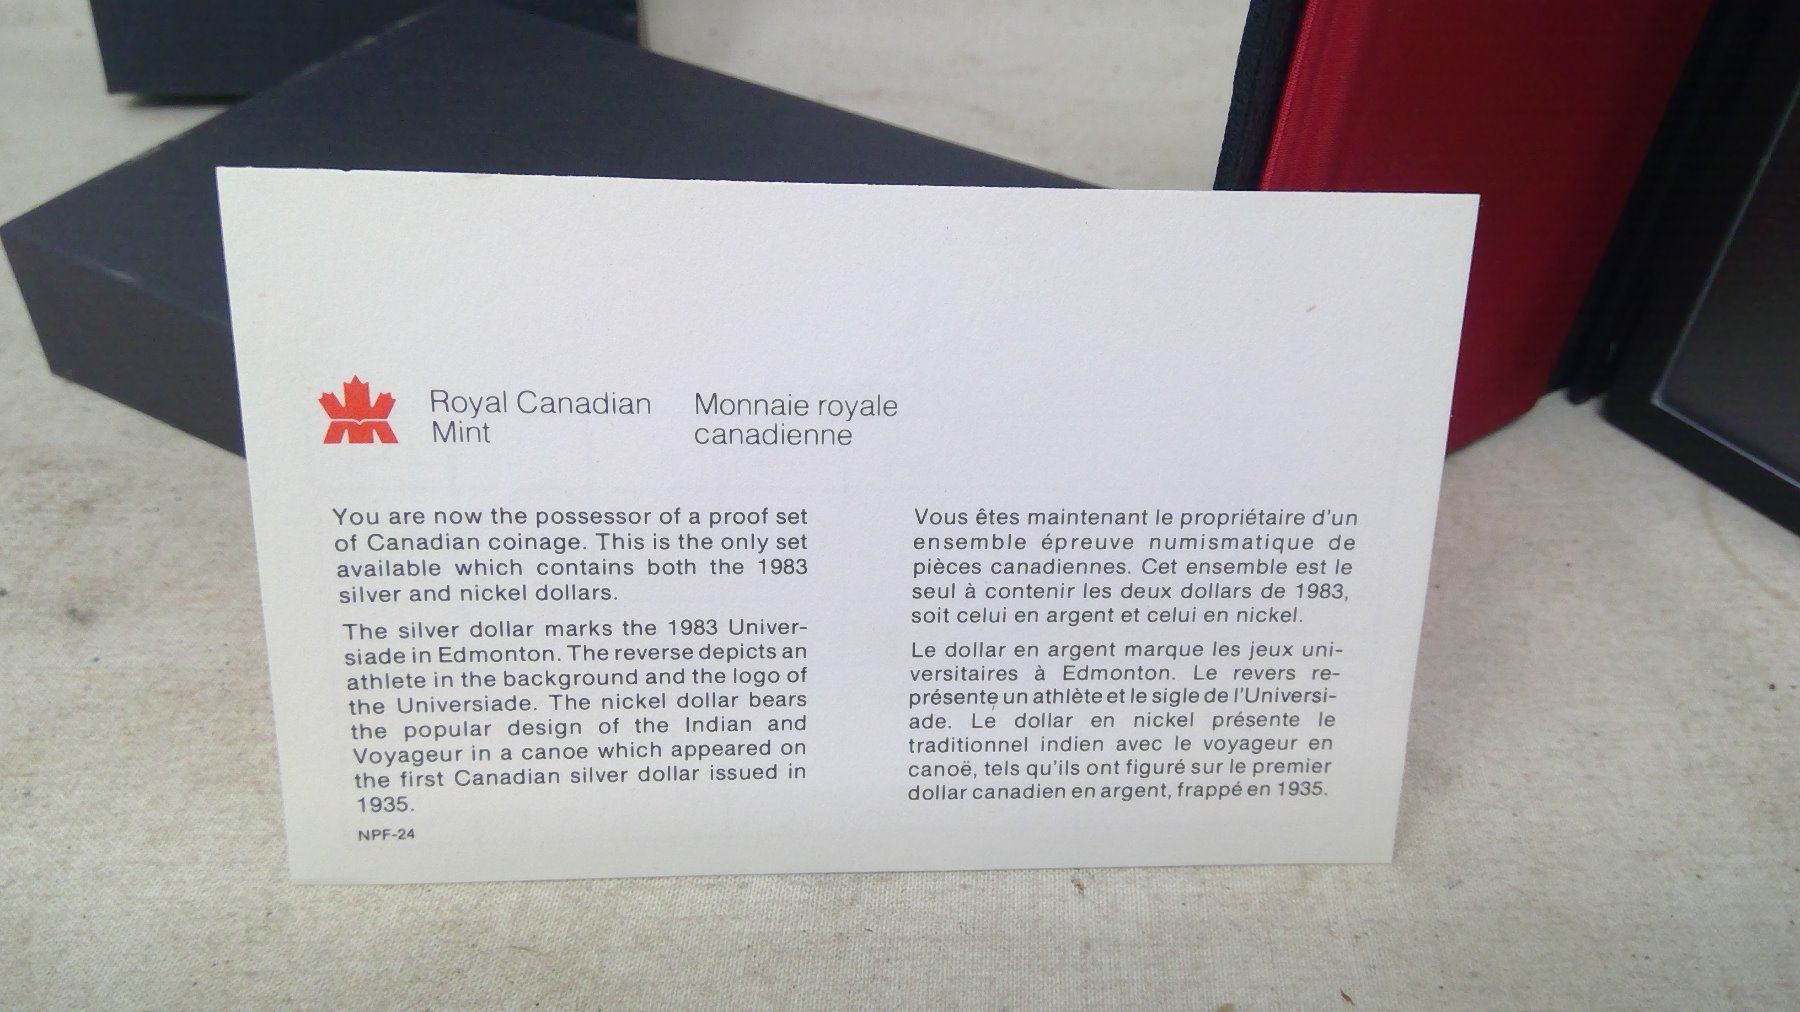 Royal Canadian
Mint
Monnaie royale
canadienne
You are now the possessor of a proof set
of Canadian coinage. This is the only set
available which contains both the 1983
silver and nickel dollars.
The silver dollar marks the 1983 Univer-
siade in Edmonton. The reverse depicts an
athlete in the background and the logo of
the Universiade. The nickel dollar bears
the popular design of the Indian and
Voyageur in a canoe which appeared on
the first Canadian silver dollar issued in
1935.
NPF-24
Vous êtes maintenant le propriétaire d'un
ensemble épreuve numismatique de
pièces canadiennes. Cet ensemble est le
seul à contenir les deux dollars de 1983,
soit celui en argent et celui en nickel.
Le dollar en argent marque les jeux uni-
versitaires à Edmonton. Le revers re-
présente un athlète et le sigle de l'Universi-
ade. Le dollar en nickel présente le
traditionnel indien avec le voyageur en
canoë, tels qu'ils ont figuré sur le premier
dollar canadien en argent, frappé en 1935.